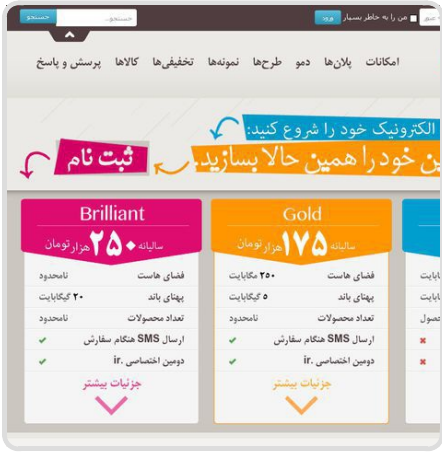 من را به خاطر بسپار ورود جستجو... جستجو
امکانات پلان‌ها دمو طرح‌ها نمونه‌ها تخفیفی‌ها کالاها پرسش و پاسخ
الکترونیک خود را شروع کنید:
خود را همین حالا بسازید. ثبت نام
Gold
سالیانه ۱۷۵ هزار تومان
فضای هاست ۲۵۰ مگابایت
پهنای باند ۵ گیگابایت
تعداد محصولات نامحدود
ارسال SMS هنگام سفارش
دومین اختصاصی .ir
جزئیات بیشتر
Brilliant
سالیانه ۲۵۰ هزار تومان
فضای هاست نامحدود
پهنای باند ۲۰ گیگابایت
تعداد محصولات نامحدود
ارسال SMS هنگام سفارش
دومین اختصاصی .ir
جزئیات بیشتر